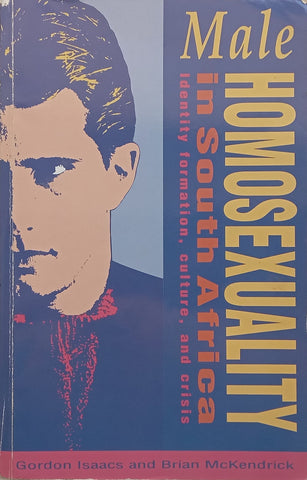 Male
HOMOSEXUALITY
in South Africa
identity formation, culture, and crisis
Gordon Isaacs and Brian McKendrick